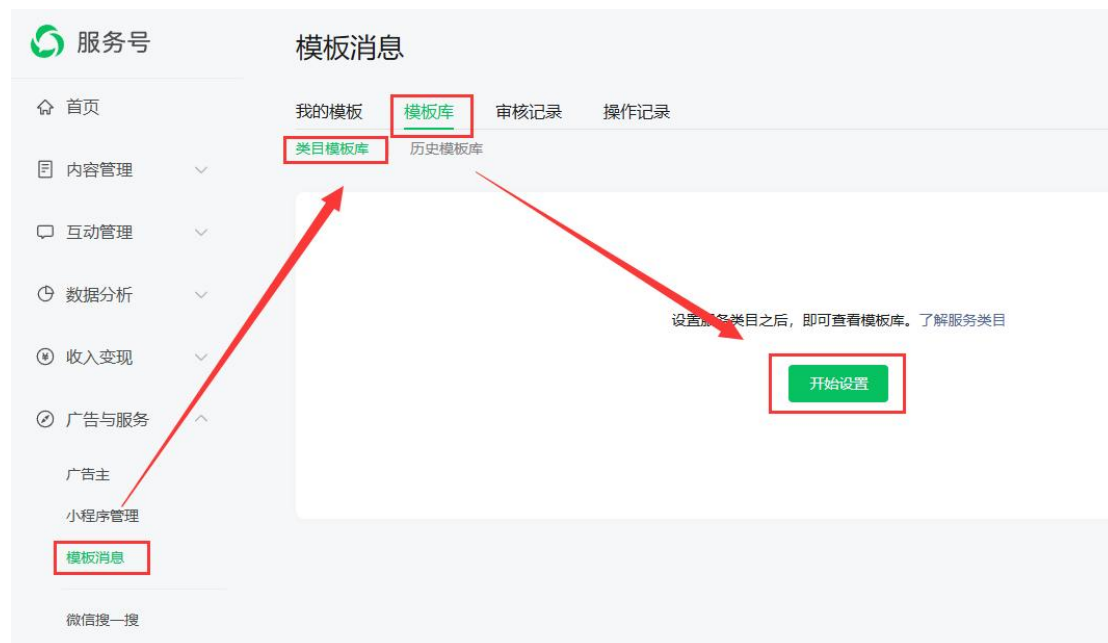 服务号
首页
内容管理
互动管理
数据分析
收入变现
广告与服务
广告主
小程序管理
模板消息
微信搜一搜
模板消息
我的模板 模板库 审核记录 操作记录
类目模板库 历史模板库
设置服务类目之后，即可查看模板库。了解服务类目
开始设置